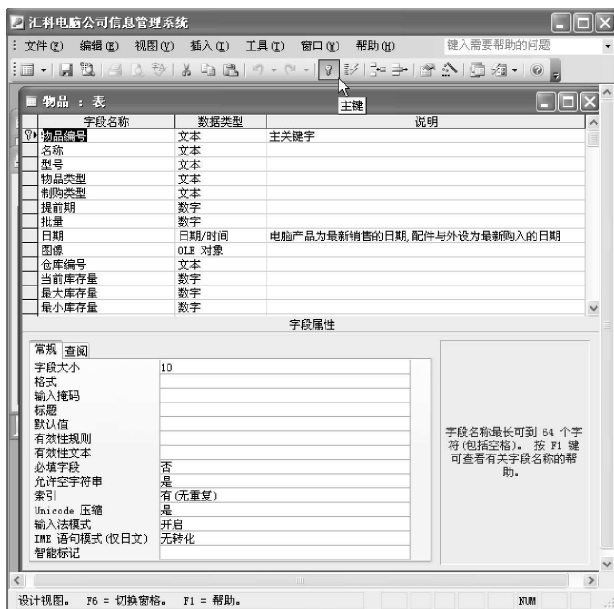 汇科电脑公司信息管理系统
文件(F) 编辑(E) 视图(V) 插入(I) 工具(T) 窗口(W) 帮助(H) 键入需要帮助的问题
主键
物品 : 表
字段名称 数据类型 说明
物品编号 文本 主关键字
名称 文本
型号 文本
物品类型 文本
制购类型 文本
提前期 数字
批量 数字
日期 日期/时间 电脑产品为最新销售的日期,配件与外设为最新购入的日期
图像 OLE 对象
仓库编号 文本
当前库存量 数字
最大库存量 数字
最小库存量 数字
字段属性
常规 查阅
字段大小 10
格式
输入掩码
标题
默认值
有效性规则
有效性文本
必填字段 否
允许空字符串 是
索引 有(无重复)
Unicode 压缩 是
输入法模式 开启
IME 语句模式(仅日文) 无转化
智能标记
字段名称最长可到 64 个字
符(包括空格)。 按 F1 键
可查看有关字段名称的帮
助。
设计视图。 F6 = 切换窗格。 F1 = 帮助。 NUM